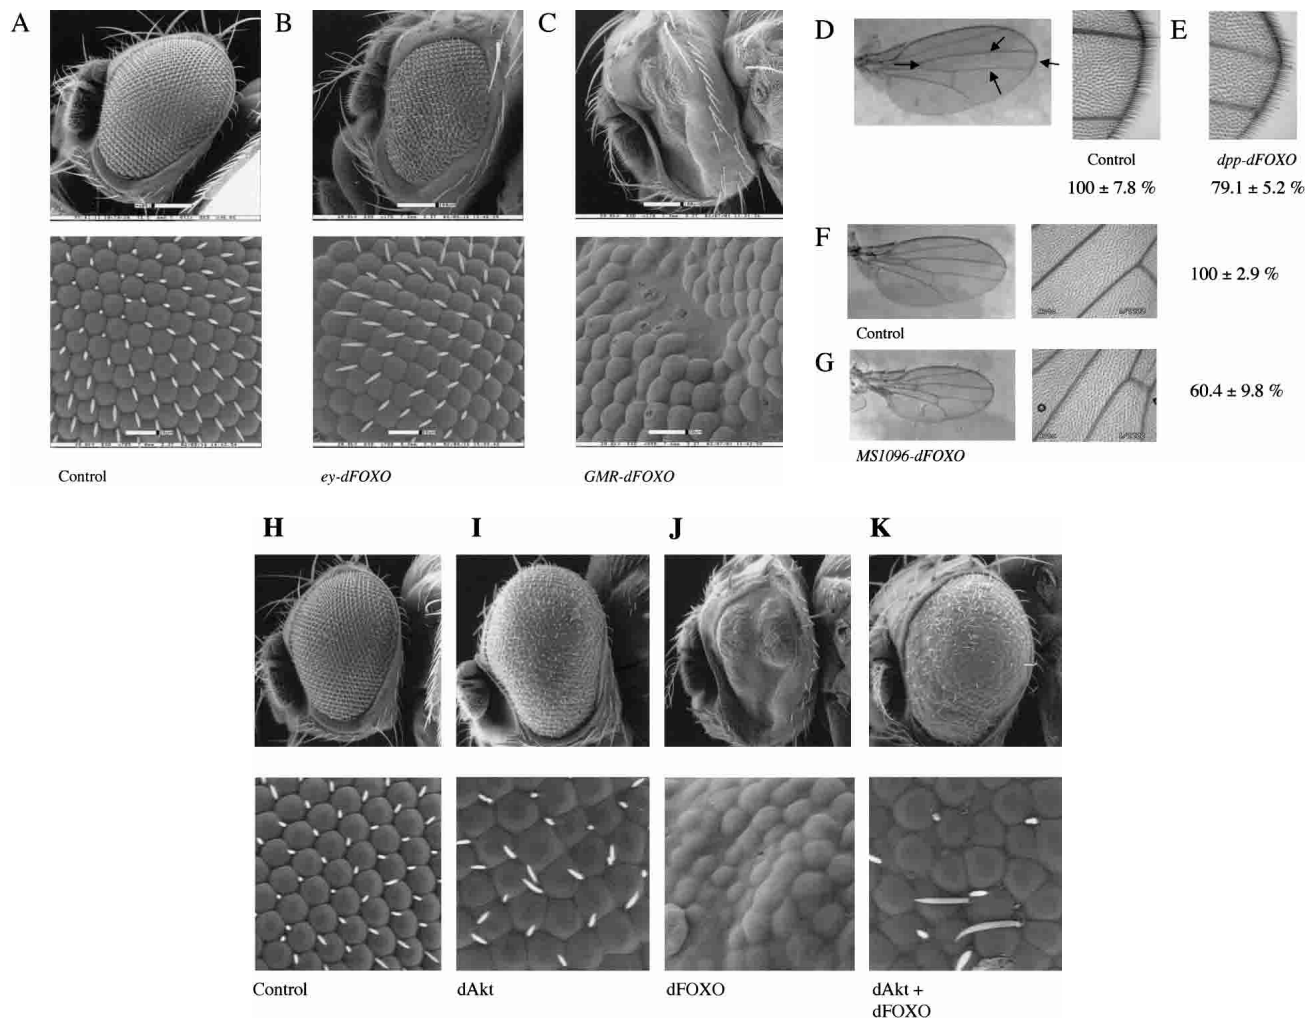 A
B
C
D
E
Control
dpp-dFOXO
100 ± 7.8 %
79.1 ± 5.2 %
F
100 ± 2.9 %
Control
G
60.4 ± 9.8 %
MS1096-dFOXO
Control
ey-dFOXO
GMR-dFOXO
H
I
J
K
Control
dAkt
dFOXO
dAkt +
dFOXO